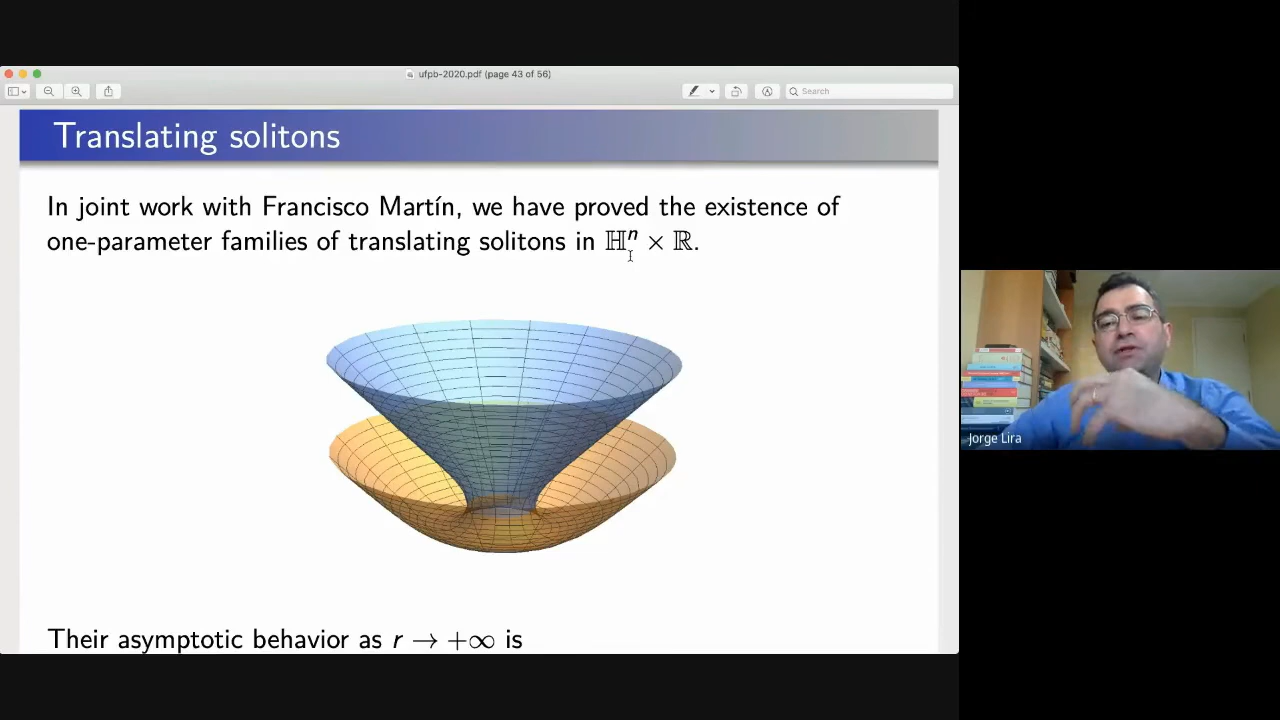 ufpb-2020.pdf (page 43 of 56)
Search
Translating solitons
In joint work with Francisco Martín, we have proved the existence of
one-parameter families of translating solitons in ℍⁿ × ℝ.
Their asymptotic behavior as r → +∞ is
Jorge Lira